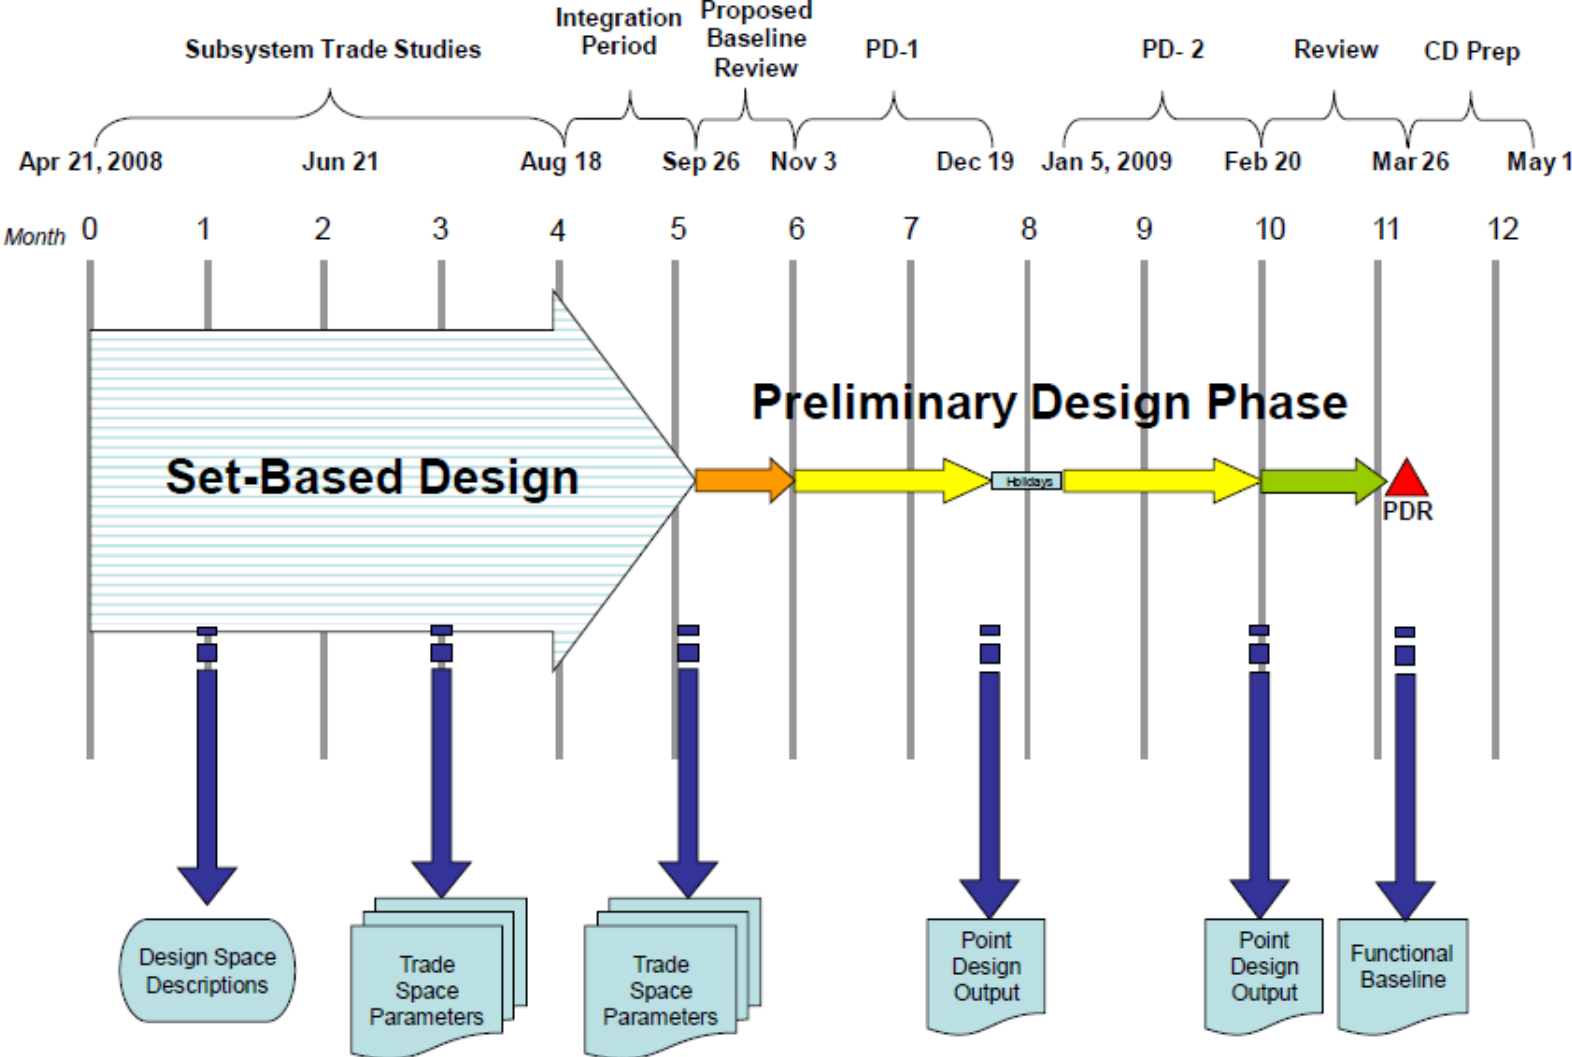 Subsystem Trade Studies
Integration
Period
Proposed
Baseline
Review
PD-1
PD- 2
Review
CD Prep
Apr 21, 2008
Jun 21
Aug 18
Sep 26
Nov 3
Dec 19
Jan 5, 2009
Feb 20
Mar 26
May 1
Month 0 1 2 3 4 5 6 7 8 9 10 11 12
Preliminary Design Phase
Set-Based Design
Holidays
PDR
Design Space
Descriptions
Trade
Space
Parameters
Trade
Space
Parameters
Point
Design
Output
Point
Design
Output
Functional
Baseline